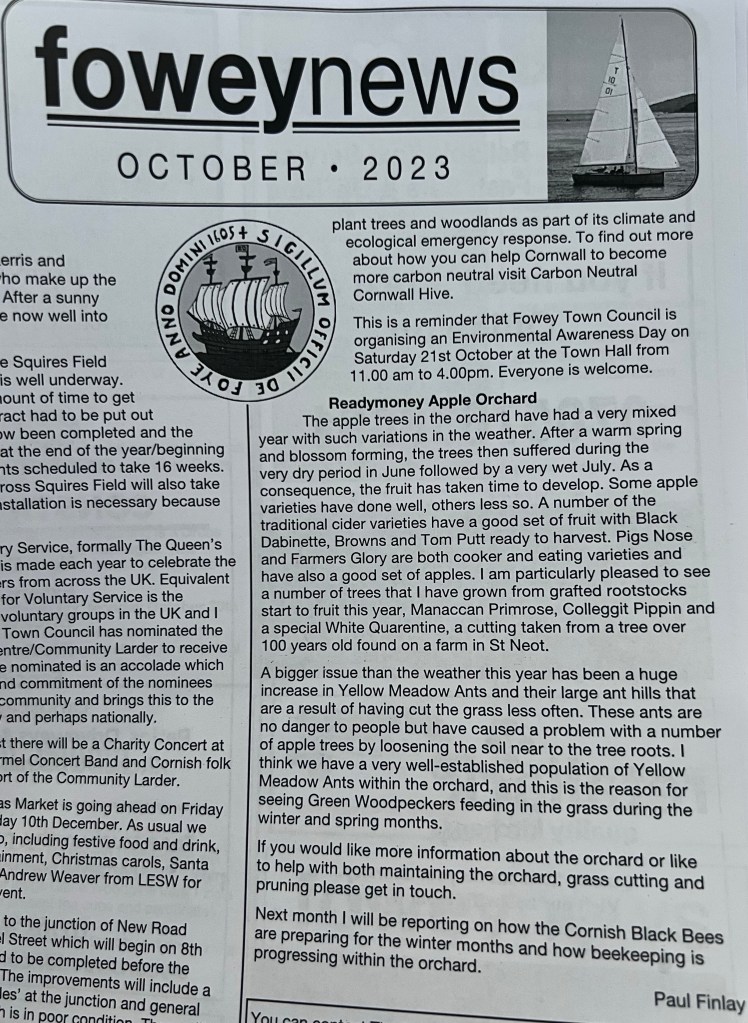 foweynews
OCTOBER • 2023
T
10
01
erris and
ho make up the
After a sunny
e now well into
e Squires Field
is well underway.
ount of time to get
ract had to be put out
ow been completed and the
at the end of the year/beginning
nts scheduled to take 16 weeks.
ross Squires Field will also take
nstallation is necessary because
ry Service, formally The Queen's
is made each year to celebrate the
rs from across the UK. Equivalent
for Voluntary Service is the
voluntary groups in the UK and I
Town Council has nominated the
entre/Community Larder to receive
e nominated is an accolade which
nd commitment of the nominees
community and brings this to the
y and perhaps nationally.
t there will be a Charity Concert at
rmel Concert Band and Cornish folk
ort of the Community Larder.
as Market is going ahead on Friday
day 10th December. As usual we
o, including festive food and drink,
ainment, Christmas carols, Santa
Andrew Weaver from LESW for
vent.
to the junction of New Road
el Street which will begin on 8th
d to be completed before the
The improvements will include a
les' at the junction and general
h is in poor condition.
SIGILLUM OFFICII DE FOYE ANNO DOMINI 1605+
plant trees and woodlands as part of its climate and
ecological emergency response. To find out more
about how you can help Cornwall to become
more carbon neutral visit Carbon Neutral
Cornwall Hive.
This is a reminder that Fowey Town Council is
organising an Environmental Awareness Day on
Saturday 21st October at the Town Hall from
11.00 am to 4.00pm. Everyone is welcome.
Readymoney Apple Orchard
The apple trees in the orchard have had a very mixed
year with such variations in the weather. After a warm spring
and blossom forming, the trees then suffered during the
very dry period in June followed by a very wet July. As a
consequence, the fruit has taken time to develop. Some apple
varieties have done well, others less so. A number of the
traditional cider varieties have a good set of fruit with Black
Dabinette, Browns and Tom Putt ready to harvest. Pigs Nose
and Farmers Glory are both cooker and eating varieties and
have also a good set of apples. I am particularly pleased to see
a number of trees that I have grown from grafted rootstocks
start to fruit this year, Manaccan Primrose, Colleggit Pippin and
a special White Quarentine, a cutting taken from a tree over
100 years old found on a farm in St Neot.
A bigger issue than the weather this year has been a huge
increase in Yellow Meadow Ants and their large ant hills that
are a result of having cut the grass less often. These ants are
no danger to people but have caused a problem with a number
of apple trees by loosening the soil near to the tree roots. I
think we have a very well-established population of Yellow
Meadow Ants within the orchard, and this is the reason for
seeing Green Woodpeckers feeding in the grass during the
winter and spring months.
If you would like more information about the orchard or like
to help with both maintaining the orchard, grass cutting and
pruning please get in touch.
Next month I will be reporting on how the Cornish Black Bees
are preparing for the winter months and how beekeeping is
progressing within the orchard.
Paul Finlay
You can